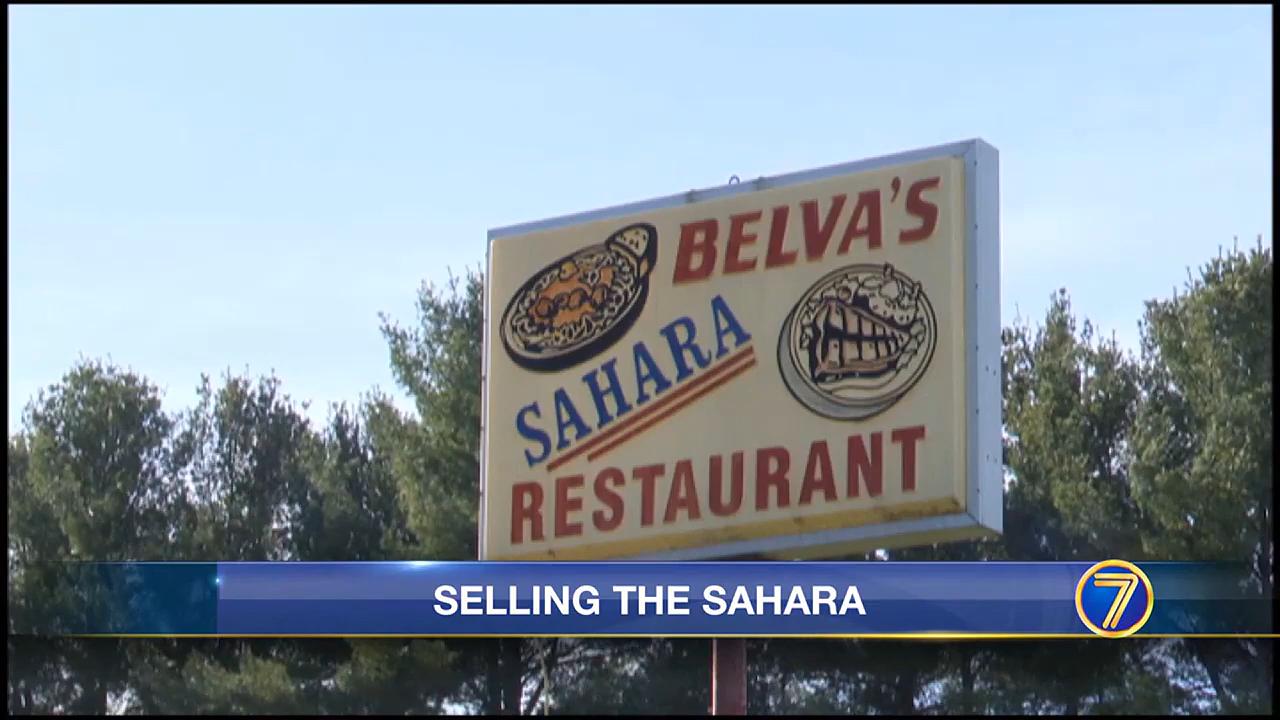 BELVA'S
SAHARA
RESTAURANT
SELLING THE SAHARA
7